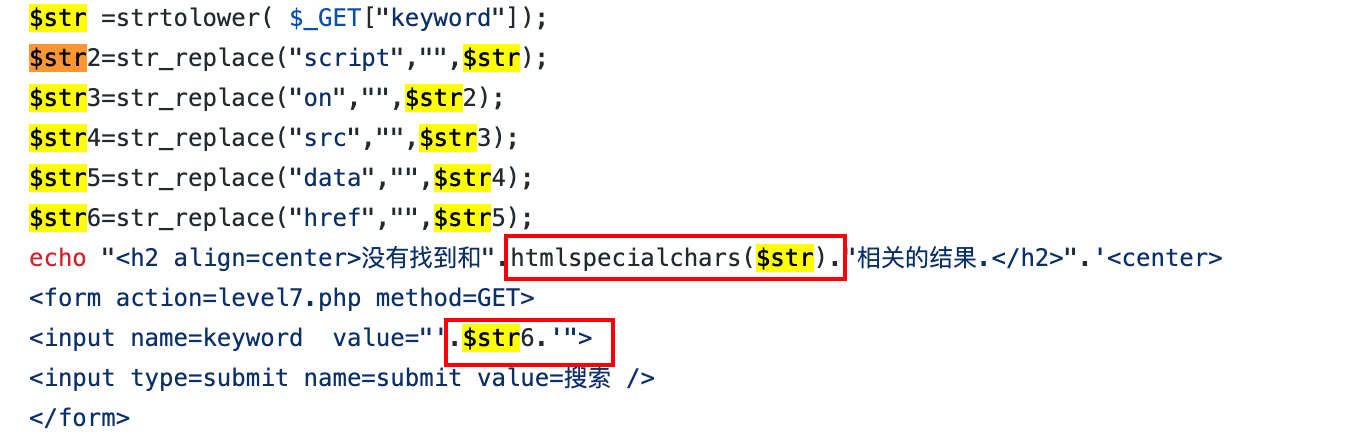 $str =strtolower( $_GET["keyword"]);
$str2=str_replace("script","",$str);
$str3=str_replace("on","",$str2);
$str4=str_replace("src","",$str3);
$str5=str_replace("data","",$str4);
$str6=str_replace("href","",$str5);
echo "<h2 align=center>没有找到和".htmlspecialchars($str)."相关的结果.</h2>".'<center>
<form action=level7.php method=GET>
<input name=keyword  value="'.$str6.'">
<input type=submit name=submit value=搜索 />
</form>